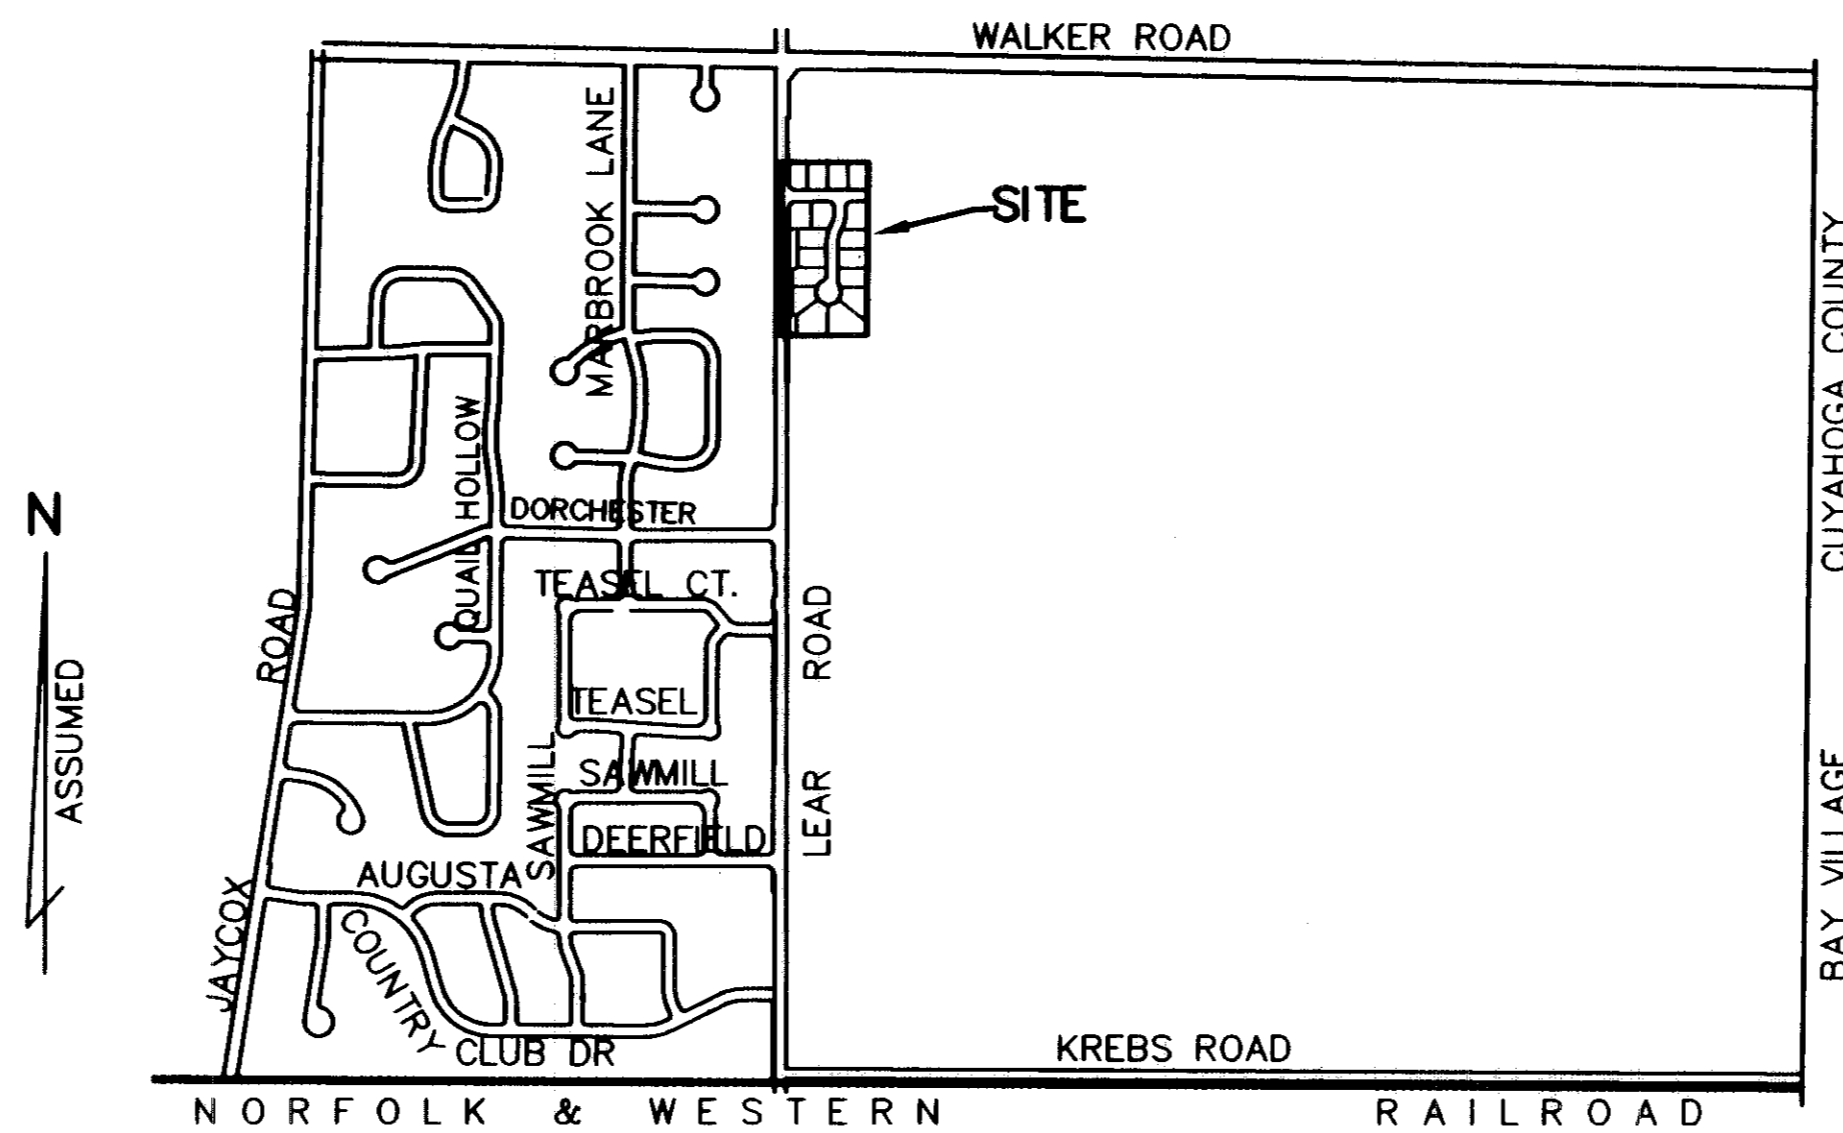 WALKER ROAD
MARBROOK LANE
SITE
CUYAHOGA COUNTY
QUAIL HOLLOW
N
DORCHESTER
TEASEL CT.
ROAD
ROAD
ASSUMED
TEASEL
SAWMILL
SAWMILL
LEAR
DEERFIELD
BAY VILLAGE
AUGUSTA
JAYCOX
COUNTRY
CLUB DR
KREBS ROAD
NORFOLK & WESTERN RAILROAD